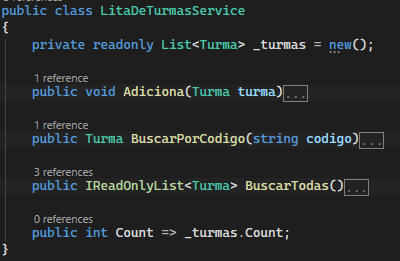 public class LitaDeTurmasService
{
private readonly List<Turma> _turmas = new();
1 reference
public void Adiciona(Turma turma)...
1 reference
public Turma BuscarPorCodigo(string codigo)...
3 references
public IReadOnlyList<Turma> BuscarTodas()...
0 references
public int Count => _turmas.Count;
}